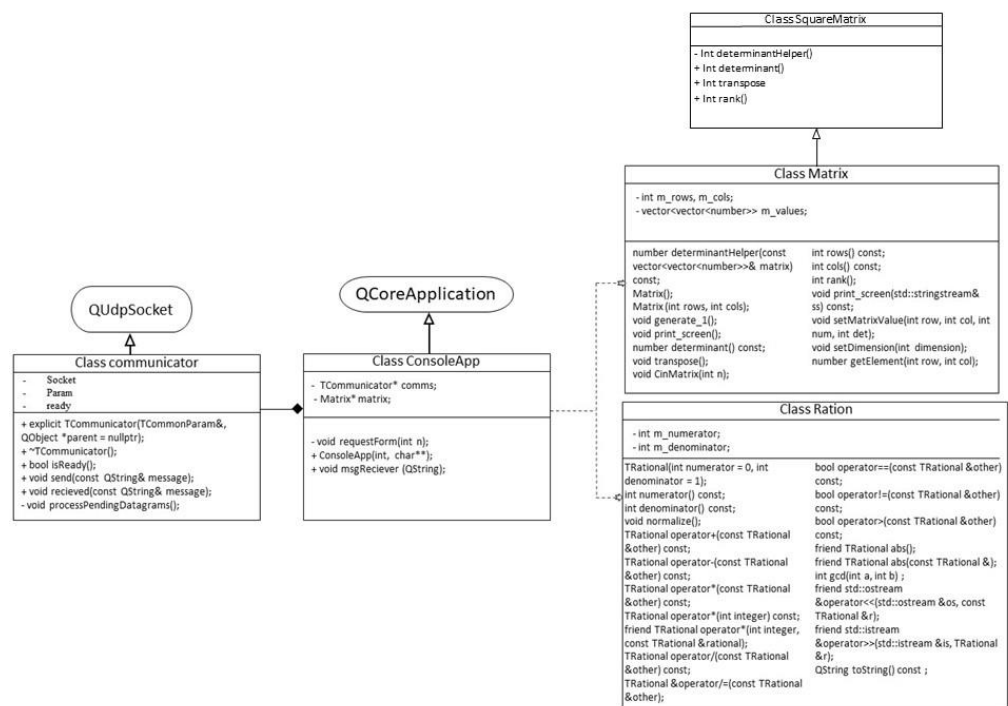 Class SquareMatrix
- Int determinantHelper()
+ Int determinant()
+ Int transpose
+ Int rank()
Class Matrix
- int m_rows, m_cols;
- vector<vector<number>> m_values;
number determinantHelper(const
vector<vector<number>>& matrix)
const;
Matrix();
Matrix(int rows, int cols);
void generate_1();
void print_screen();
number determinant() const;
void transpose();
void CinMatrix(int n);
int rows() const;
int cols() const;
int rank();
void print_screen(std::stringstream&
ss) const;
void setMatrixValue(int row, int col, int
num, int det);
void setDimension(int dimension);
number getElement(int row, int col);
QUdpSocket
Class communicator
- Socket
- Param
- ready
+ explicit TCommunicator(TCommonParam&,
QObject *parent = nullptr);
+ ~TCommunicator();
+ bool isReady();
+ void send(const QString& message);
+ void recieved(const QString& message);
- void processPendingDatagrams();
QCoreApplication
Class ConsoleApp
- TCommunicator* comms;
- Matrix* matrix;
- void requestForm(int n);
+ ConsoleApp(int, char**);
+ void msgReciever (QString);
Class Ration
- int m_numerator;
- int m_denominator;
TRational(int numerator = 0, int
denominator = 1);
int numerator() const;
int denominator() const;
void normalize();
TRational operator+(const TRational
&other) const;
TRational operator-(const TRational
&other) const;
TRational operator*(const TRational
&other) const;
TRational operator*(int integer) const;
friend TRational operator*(int integer,
const TRational &rational);
TRational operator/(const TRational
&other) const;
TRational &operator/=(const TRational
&other);
bool operator==(const TRational &other)
const;
bool operator!=(const TRational &other)
const;
bool operator>(const TRational &other)
const;
friend TRational abs();
friend TRational abs(const TRational &);
int gcd(int a, int b) ;
friend std::ostream
&operator<<(std::ostream &os, const
TRational &r);
friend std::istream
&operator>>(std::istream &is, TRational
&r);
QString toString() const ;